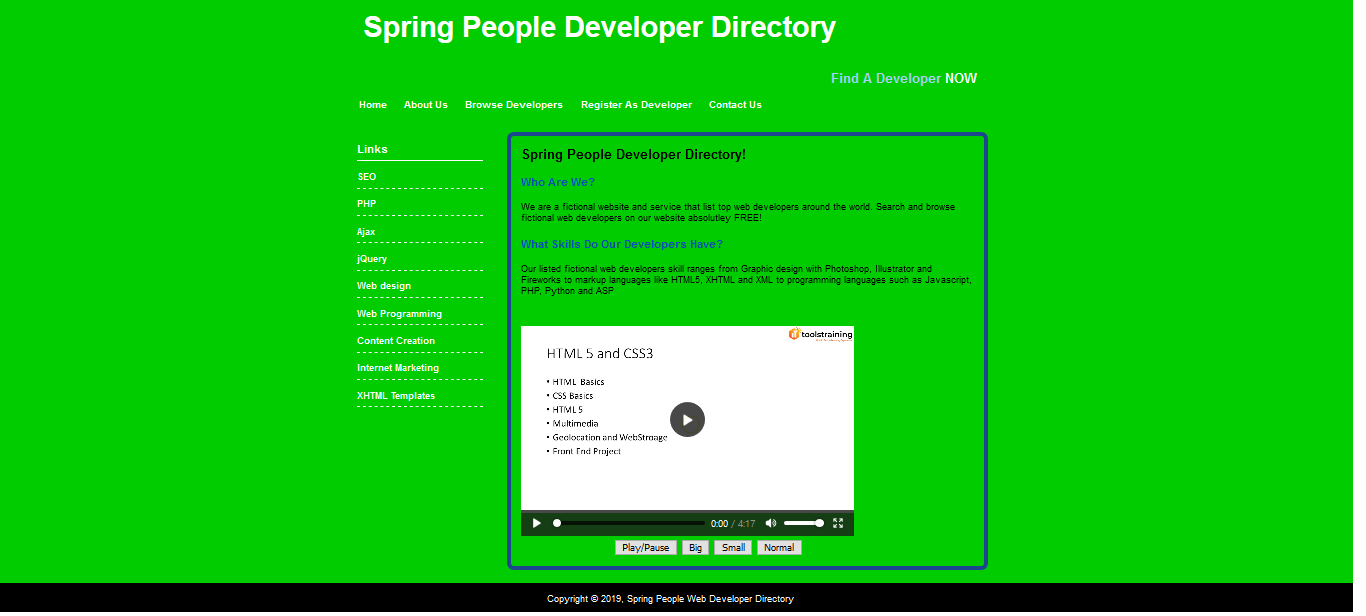 Spring People Developer Directory
Find A Developer NOW
Home About Us Browse Developers Register As Developer Contact Us
Links
SEO
PHP
Ajax
jQuery
Web design
Web Programming
Content Creation
Internet Marketing
XHTML Templates
Spring People Developer Directory!
Who Are We?
We are a fictional website and service that list top web developers around the world. Search and browse
fictional web developers on our website absolutley FREE!
What Skills Do Our Developers Have?
Our listed fictional web developers skill ranges from Graphic design with Photoshop, Illustrator and
Fireworks to markup languages like HTML5, XHTML and XML to programming languages such as Javascript,
PHP, Python and ASP
toolstraining
HTML 5 and CSS3
• HTML Basics
• CSS Basics
• HTML 5
• Multimedia
• Geolocation and WebStroage
• Front End Project
0:00 / 4:17
Play/Pause Big Small Normal
Copyright © 2019, Spring People Web Developer Directory